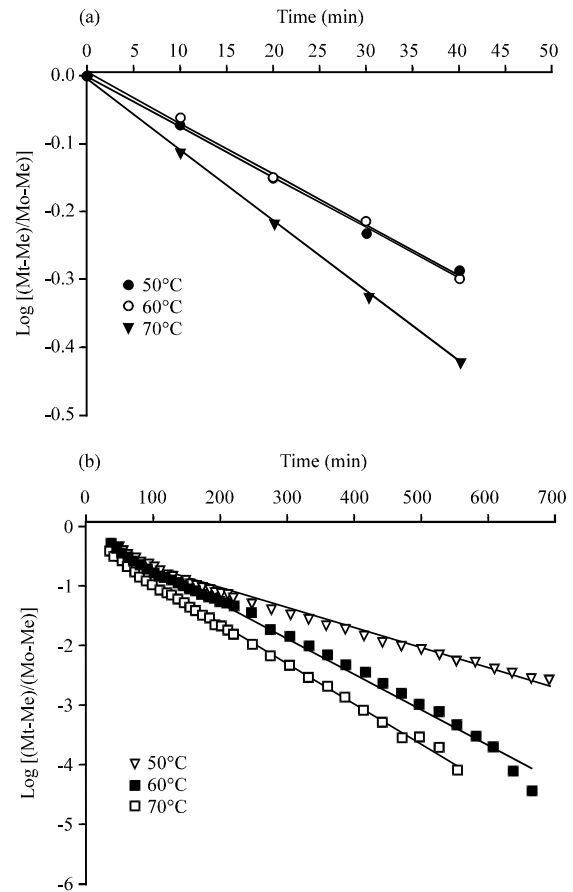 (a)
Time (min)
0 5 10 15 20 25 30 35 40 45 50
0.0
-0.1
-0.2
-0.3
-0.4
-0.5
Log [(Mt-Me)/Mo-Me)]
50°C
60°C
70°C
(b)
Time (min)
0 100 200 300 400 500 600 700
0
-1
-2
-3
-4
-5
-6
Log [(Mt-Me)/(Mo-Me)]
50°C
60°C
70°C